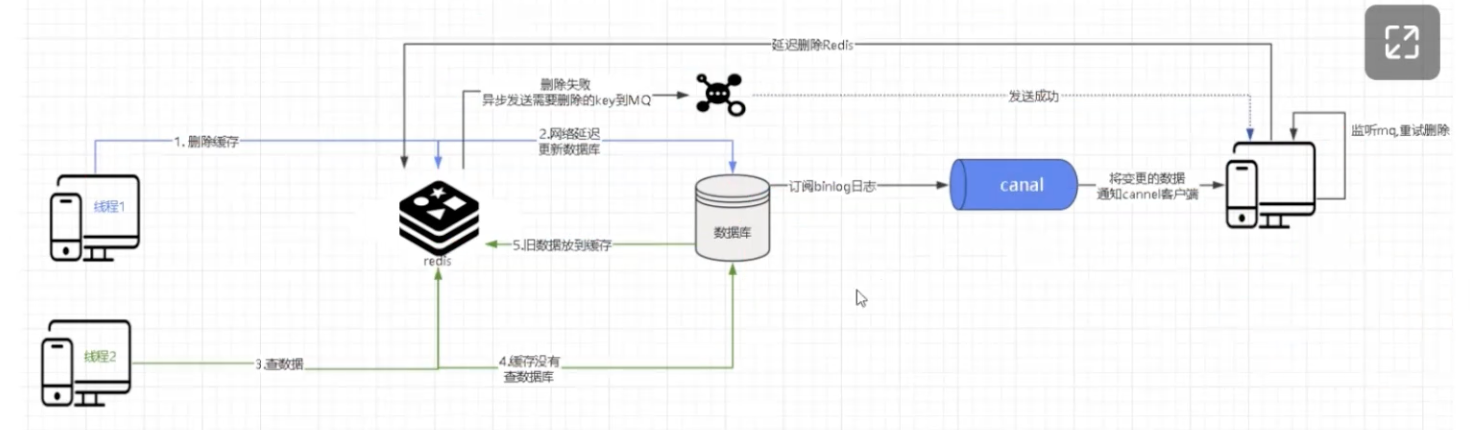 延迟删除Redis
删除失败
异步发送需要删除的key到MQ
发送成功
监听mq,重试删除
1. 删除缓存
2.网络延迟
更新数据库
线程1
订阅binlog日志
canal
将变更的数据
通知cannel客户端
数据库
5.旧数据放到缓存
redis
线程2
3.查数据
4.缓存没有
查数据库